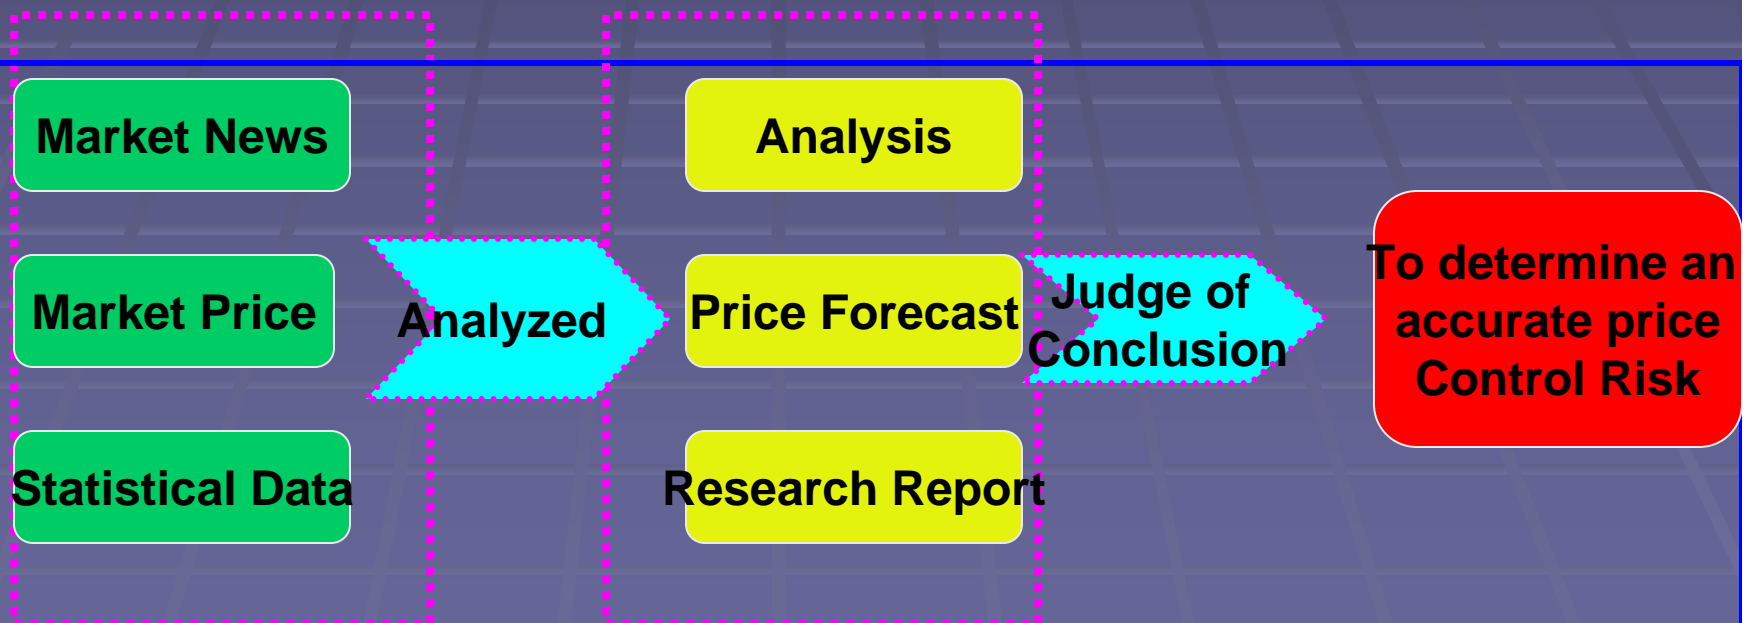 Market News
Market Price
Statistical Data
Analyzed
Analysis
Price Forecast
Research Report
Judge of
Conclusion
To determine an
accurate price
Control Risk